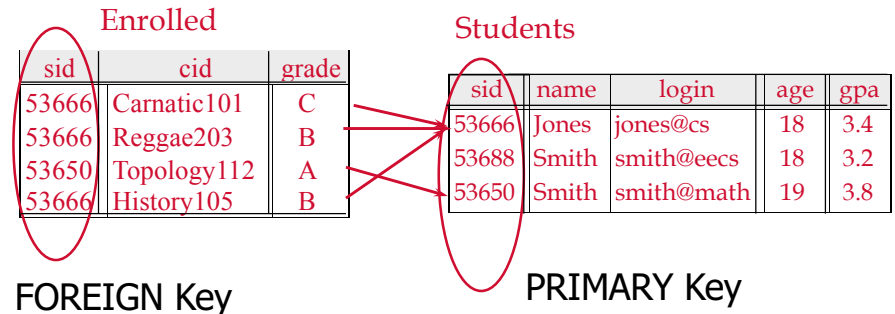 Enrolled
sid cid grade
53666 Carnatic101 C
53666 Reggae203 B
53650 Topology112 A
53666 History105 B
FOREIGN Key
Students
sid name login age gpa
53666 Jones jones@cs 18 3.4
53688 Smith smith@eecs 18 3.2
53650 Smith smith@math 19 3.8
PRIMARY Key